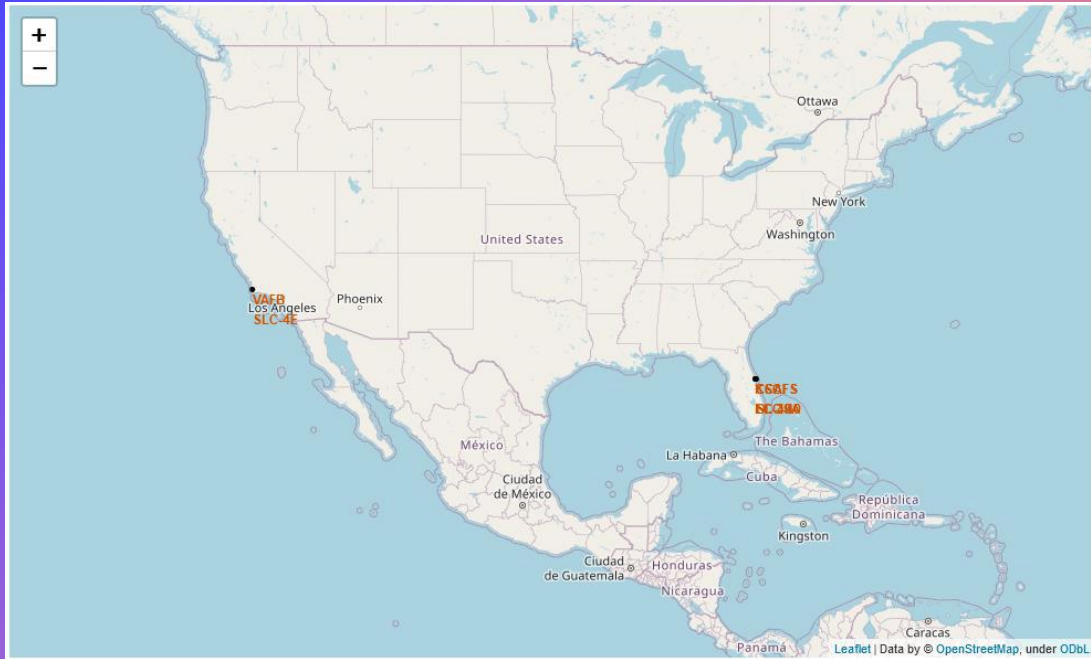 +
−
Ottawa
New York
Washington
United States
VAFB
Los Angeles
SLC-4E
Phoenix
The Bahamas
La Habana
Cuba
México
Ciudad
de México
República
Dominicana
Kingston
Ciudad
de Guatemala
Honduras
Nicaragua
Caracas
Panamá
Leaflet | Data by © OpenStreetMap, under ODbL